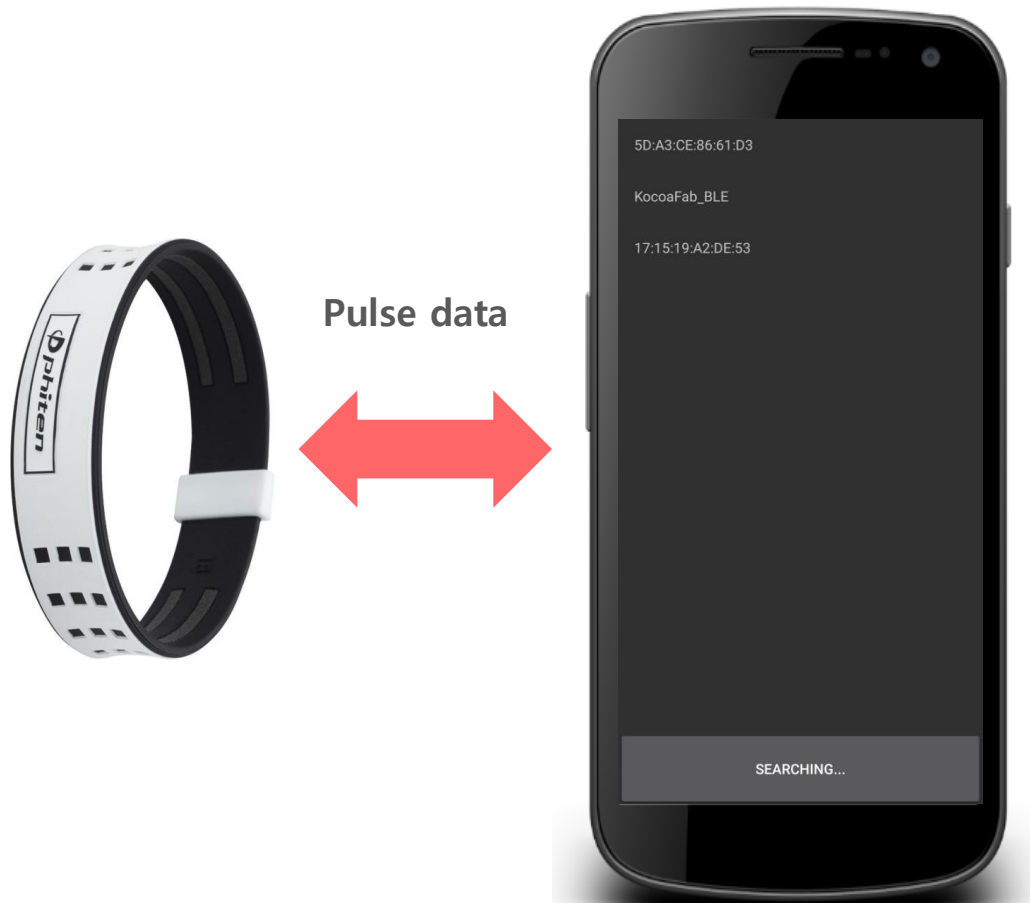 phiten
Pulse data
5D:A3:CE:86:61:D3
KocoaFab_BLE
17:15:19:A2:DE:53
SEARCHING...